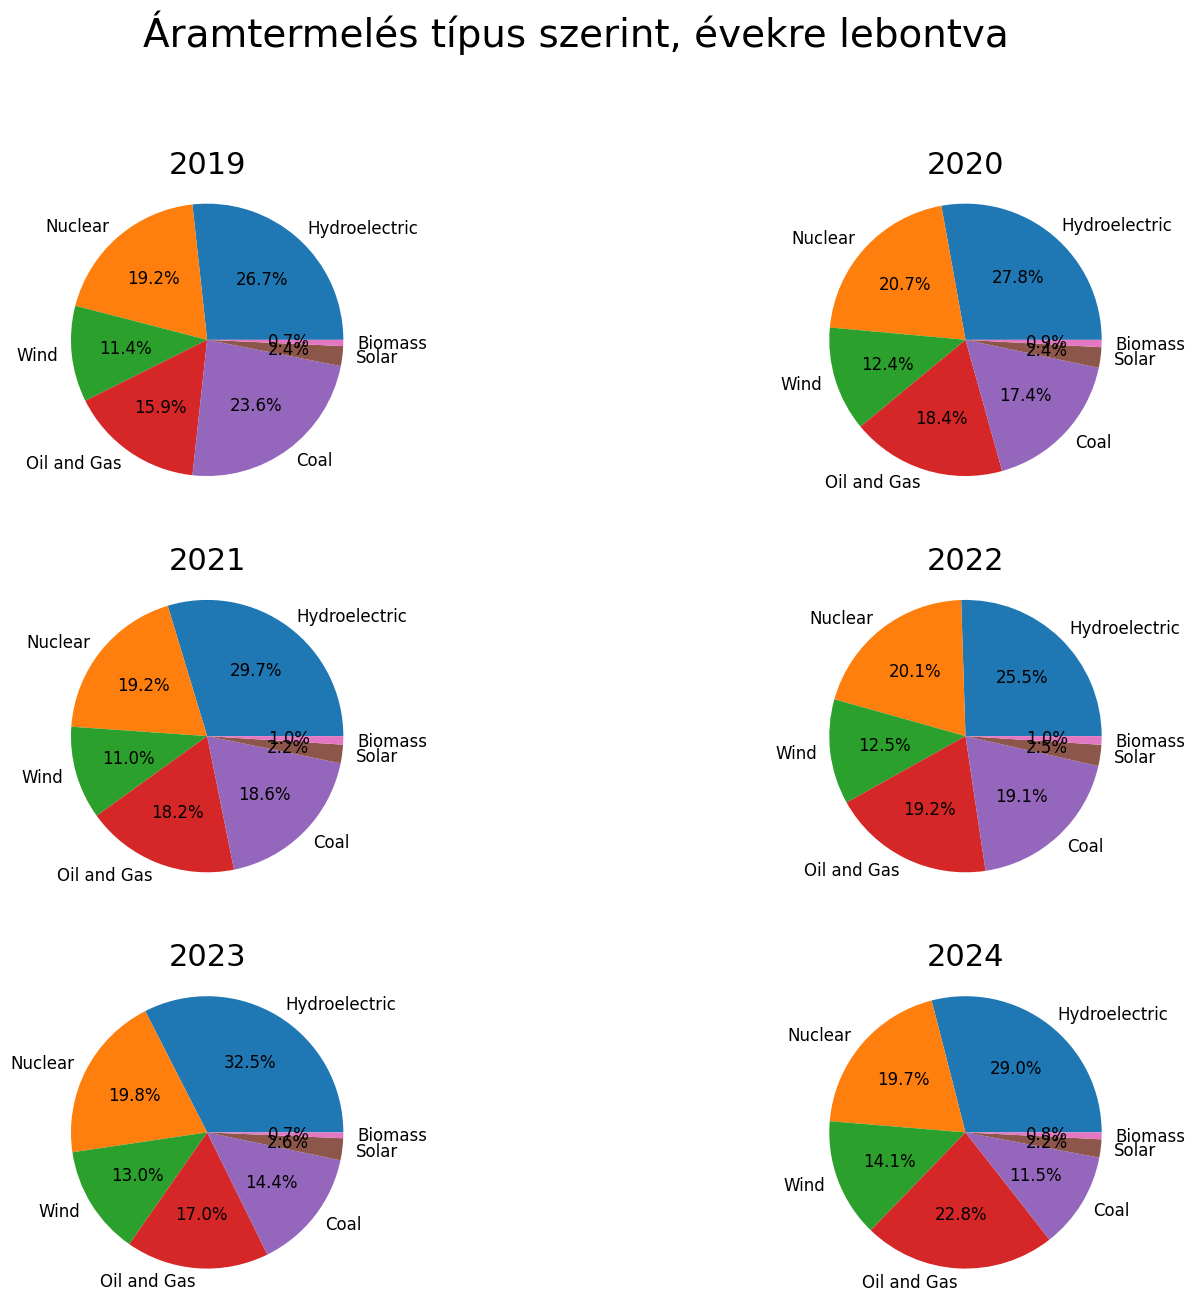 Áramtermelés típus szerint, évekre lebontva
2019
Hydroelectric
26.7%
Nuclear
19.2%
Wind
11.4%
Oil and Gas
15.9%
Coal
23.6%
Solar
2.4%
Biomass
0.7%
2020
Hydroelectric
27.8%
Nuclear
20.7%
Wind
12.4%
Oil and Gas
18.4%
Coal
17.4%
Solar
2.4%
Biomass
0.9%
2021
Hydroelectric
29.7%
Nuclear
19.2%
Wind
11.0%
Oil and Gas
18.2%
Coal
18.6%
Solar
2.2%
Biomass
1.0%
2022
Hydroelectric
25.5%
Nuclear
20.1%
Wind
12.5%
Oil and Gas
19.2%
Coal
19.1%
Solar
2.5%
Biomass
1.0%
2023
Hydroelectric
32.5%
Nuclear
19.8%
Wind
13.0%
Oil and Gas
17.0%
Coal
14.4%
Solar
2.6%
Biomass
0.7%
2024
Hydroelectric
29.0%
Nuclear
19.7%
Wind
14.1%
Oil and Gas
22.8%
Coal
11.5%
Solar
2.2%
Biomass
0.8%